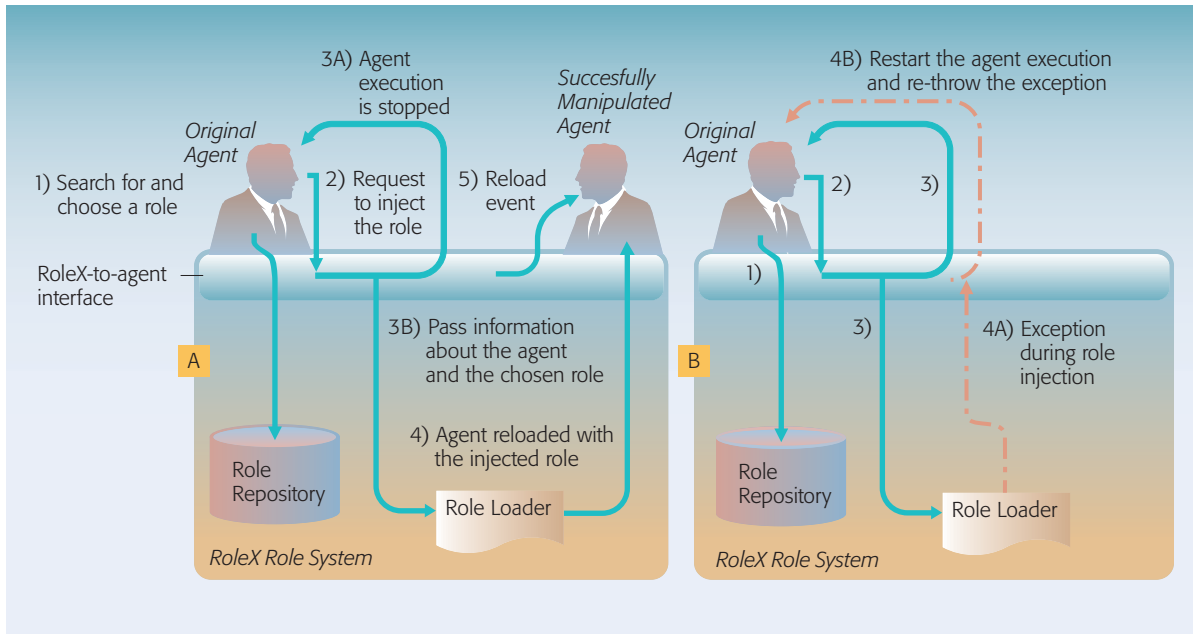 3A) Agent
execution
is stopped
Succesfully
Manipulated
Agent
Original
Agent
1) Search for and
choose a role
2) Request
to inject
the role
5) Reload
event
RoleX-to-agent
interface
3B) Pass information
about the agent
and the chosen role
A
4) Agent reloaded with
the injected role
Role
Repository
Role Loader
RoleX Role System
4B) Restart the agent execution
and re-throw the exception
Original
Agent
2)
3)
1)
3)
4A) Exception
during role
injection
B
Role
Repository
Role Loader
RoleX Role System